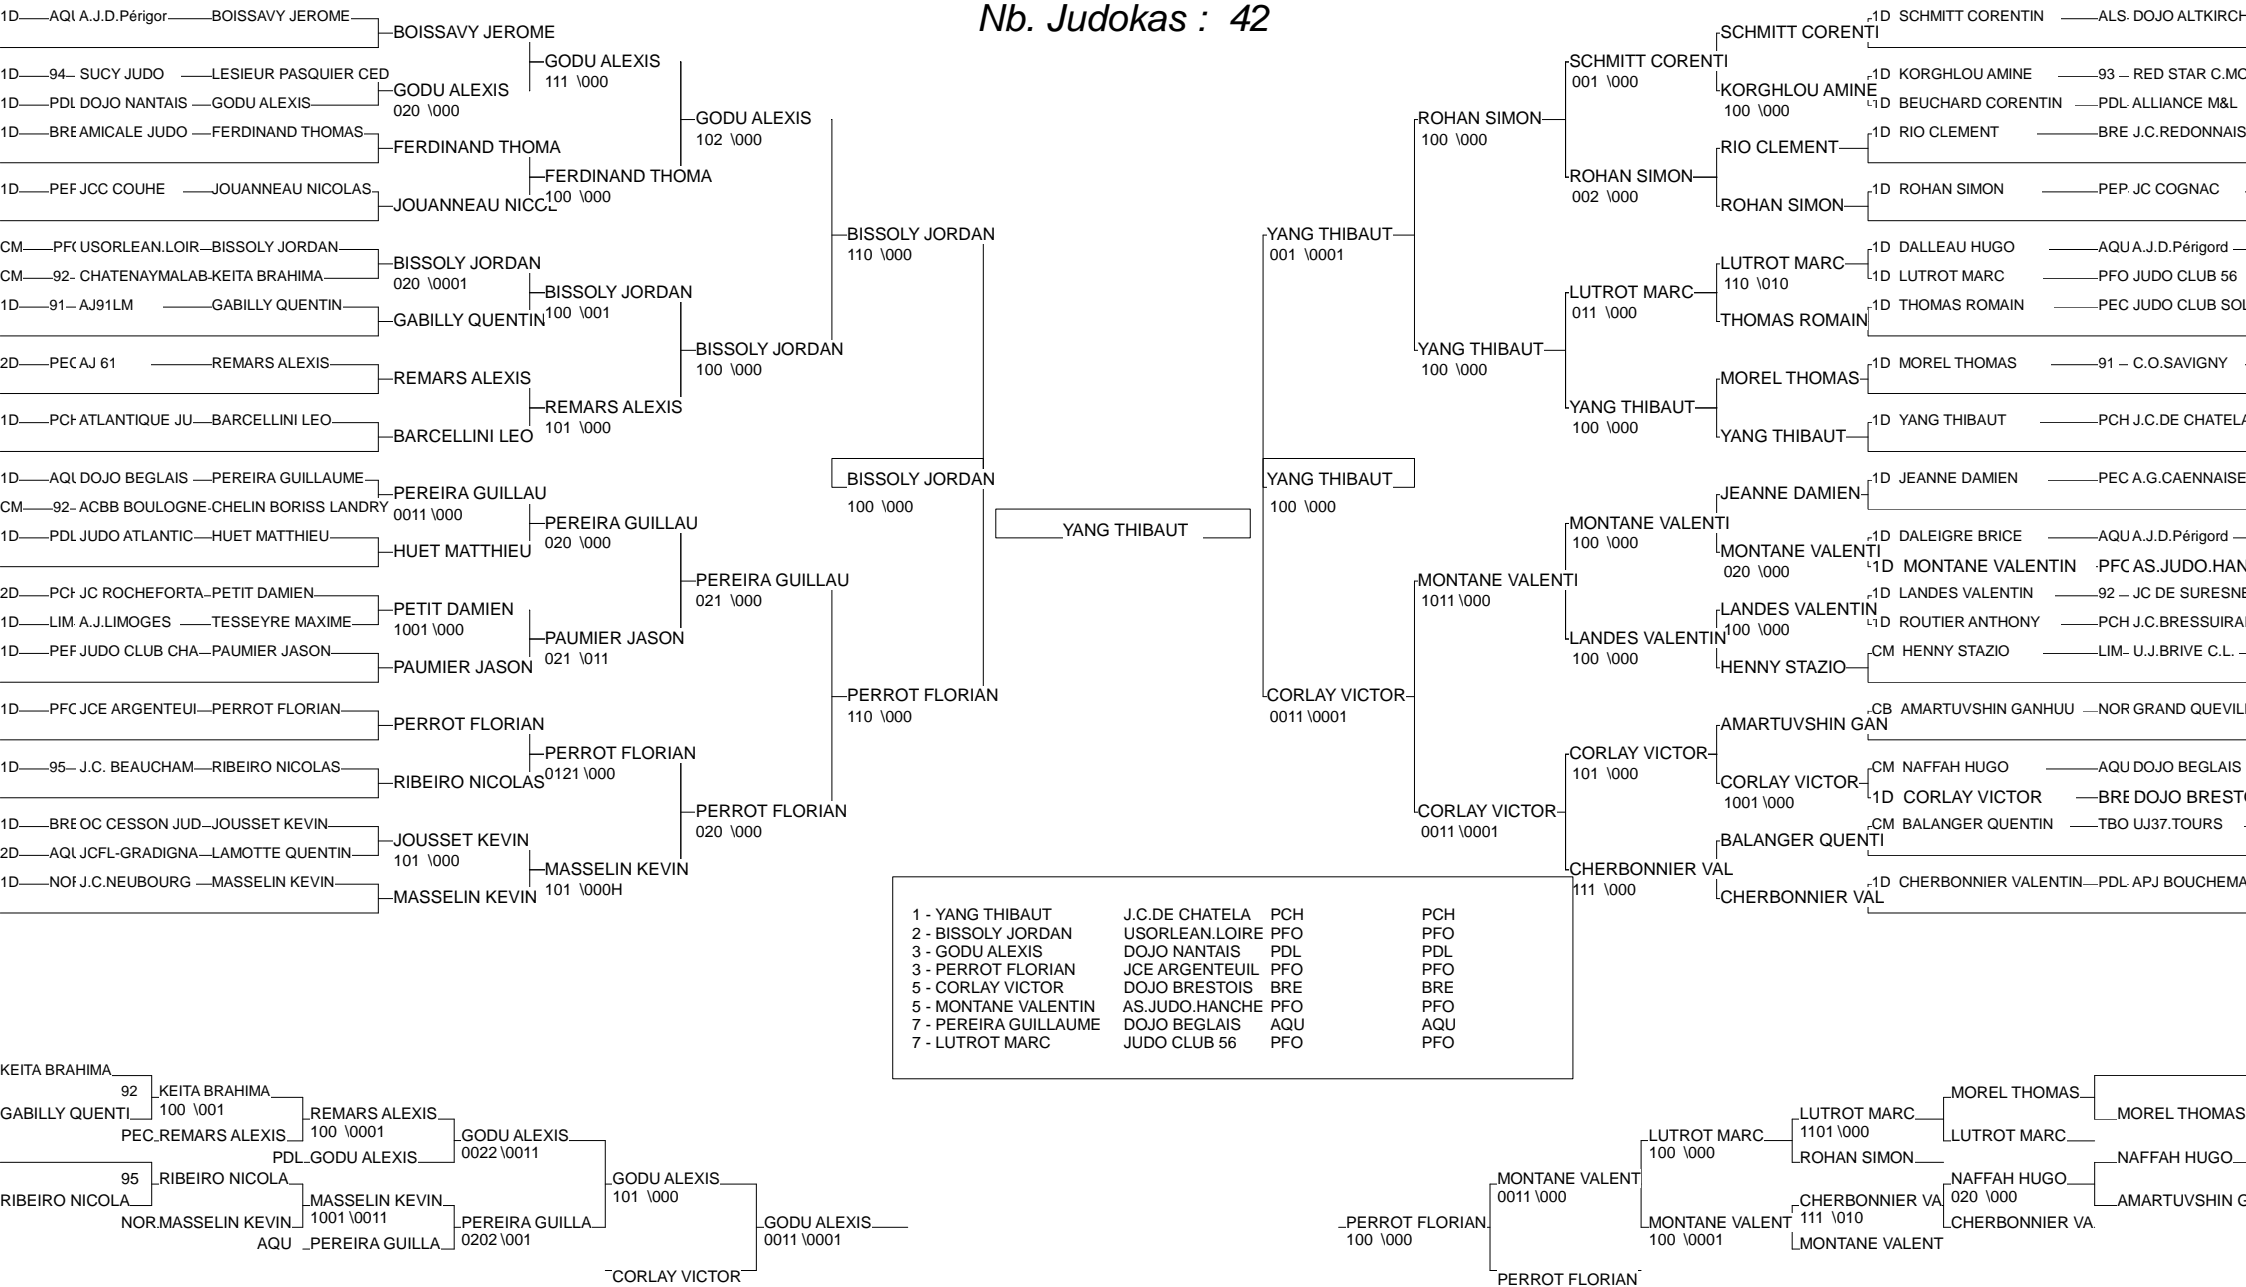 Nb. Judokas : 42
1D AQU A.J.D.Périgor BOISSAVY JEROME
1D 94 SUCY JUDO LESIEUR PASQUIER CED
1D PDL DOJO NANTAIS GODU ALEXIS
1D BRE AMICALE JUDO FERDINAND THOMAS
1D PEP JCC COUHE JOUANNEAU NICOLAS
CM PFO USORLEAN.LOIR BISSOLY JORDAN
CM 92 CHATENAYMALAB KEITA BRAHIMA
1D 91 AJ91LM GABILLY QUENTIN
2D PEC AJ 61 REMARS ALEXIS
1D PCH ATLANTIQUE JU BARCELLINI LEO
1D AQU DOJO BEGLAIS PEREIRA GUILLAUME
CM 92 ACBB BOULOGNE CHELIN BORISS LANDRY
1D PDL JUDO ATLANTIC HUET MATTHIEU
2D PCH JC ROCHEFORTA PETIT DAMIEN
1D LIM A.J.LIMOGES TESSEYRE MAXIME
1D PEP JUDO CLUB CHA PAUMIER JASON
1D PFO JCE ARGENTEUI PERROT FLORIAN
1D 95 J.C. BEAUCHAM RIBEIRO NICOLAS
1D BRE OC CESSON JUD JOUSSET KEVIN
2D AQU JCFL-GRADIGNA LAMOTTE QUENTIN
1D NOR J.C.NEUBOURG MASSELIN KEVIN
BOISSAVY JEROME
GODU ALEXIS
020 \000
FERDINAND THOMA
JOUANNEAU NICOL
BISSOLY JORDAN
020 \0001
GABILLY QUENTIN
REMARS ALEXIS
BARCELLINI LEO
PEREIRA GUILLAU
0011 \000
HUET MATTHIEU
PETIT DAMIEN
1001 \000
PAUMIER JASON
PERROT FLORIAN
RIBEIRO NICOLAS
JOUSSET KEVIN
101 \000
MASSELIN KEVIN
GODU ALEXIS
111 \000
FERDINAND THOMA
100 \000
BISSOLY JORDAN
100 \001
REMARS ALEXIS
101 \000
PEREIRA GUILLAU
020 \000
PAUMIER JASON
021 \011
PERROT FLORIAN
0121 \000
MASSELIN KEVIN
101 \000H
GODU ALEXIS
102 \000
BISSOLY JORDAN
100 \000
PEREIRA GUILLAU
021 \000
PERROT FLORIAN
020 \000
BISSOLY JORDAN
110 \000
PERROT FLORIAN
110 \000
BISSOLY JORDAN
100 \000
YANG THIBAUT
YANG THIBAUT
100 \000
YANG THIBAUT
001 \0001
CORLAY VICTOR
0011 \0001
ROHAN SIMON
100 \000
YANG THIBAUT
100 \000
MONTANE VALENTI
1011 \000
CORLAY VICTOR
0011 \0001
SCHMITT CORENTI
001 \000
ROHAN SIMON
002 \000
LUTROT MARC
011 \000
YANG THIBAUT
100 \000
MONTANE VALENTI
100 \000
LANDES VALENTIN
100 \000
CORLAY VICTOR
101 \000
CHERBONNIER VAL
111 \000
SCHMITT CORENTI
KORGHLOU AMINE
100 \000
RIO CLEMENT
ROHAN SIMON
LUTROT MARC
110 \010
THOMAS ROMAIN
MOREL THOMAS
YANG THIBAUT
JEANNE DAMIEN
MONTANE VALENTI
020 \000
LANDES VALENTIN
100 \000
HENNY STAZIO
AMARTUVSHIN GAN
CORLAY VICTOR
1001 \000
BALANGER QUENTI
CHERBONNIER VAL
1D SCHMITT CORENTIN ALS DOJO ALTKIRCH
1D KORGHLOU AMINE 93 RED STAR C.MO
1D BEUCHARD CORENTIN PDL ALLIANCE M&L
1D RIO CLEMENT BRE J.C.REDONNAIS
1D ROHAN SIMON PEP JC COGNAC
1D DALLEAU HUGO AQU A.J.D.Périgord
1D LUTROT MARC PFO JUDO CLUB 56
1D THOMAS ROMAIN PEC JUDO CLUB SOL
1D MOREL THOMAS 91 C.O.SAVIGNY
1D YANG THIBAUT PCH J.C.DE CHATELA
1D JEANNE DAMIEN PEC A.G.CAENNAISE
1D DALEIGRE BRICE AQU A.J.D.Périgord
1D MONTANE VALENTIN PFO AS.JUDO.HAN
1D LANDES VALENTIN 92 JC DE SURESNE
1D ROUTIER ANTHONY PCH J.C.BRESSUIRAI
CM HENNY STAZIO LIM U.J.BRIVE C.L.
CB AMARTUVSHIN GANHUU NOR GRAND QUEVILL
CM NAFFAH HUGO AQU DOJO BEGLAIS
1D CORLAY VICTOR BRE DOJO BRESTO
CM BALANGER QUENTIN TBO UJ37.TOURS
1D CHERBONNIER VALENTIN PDL APJ BOUCHEMA
1 - YANG THIBAUT J.C.DE CHATELA PCH PCH
2 - BISSOLY JORDAN USORLEAN.LOIRE PFO PFO
3 - GODU ALEXIS DOJO NANTAIS PDL PDL
3 - PERROT FLORIAN JCE ARGENTEUIL PFO PFO
5 - CORLAY VICTOR DOJO BRESTOIS BRE BRE
5 - MONTANE VALENTIN AS.JUDO.HANCHE PFO PFO
7 - PEREIRA GUILLAUME DOJO BEGLAIS AQU AQU
7 - LUTROT MARC JUDO CLUB 56 PFO PFO
KEITA BRAHIMA
92 KEITA BRAHIMA
GABILLY QUENTI 100 \001
PEC REMARS ALEXIS
REMARS ALEXIS
100 \0001
PDL GODU ALEXIS
GODU ALEXIS
0022 \0011
95 RIBEIRO NICOLA
RIBEIRO NICOLA
NOR MASSELIN KEVIN
MASSELIN KEVIN
1001 \0011
AQU PEREIRA GUILLA
PEREIRA GUILLA
0202 \001
GODU ALEXIS
101 \000
CORLAY VICTOR
GODU ALEXIS
0011 \0001
PERROT FLORIAN
100 \000
MONTANE VALENT
0011 \000
PERROT FLORIAN
LUTROT MARC
100 \000
MONTANE VALENT
100 \0001
LUTROT MARC
1101 \000
ROHAN SIMON
CHERBONNIER VA
111 \010
MONTANE VALENT
MOREL THOMAS
LUTROT MARC
NAFFAH HUGO
020 \000
CHERBONNIER VA
MOREL THOMAS
NAFFAH HUGO
AMARTUVSHIN G